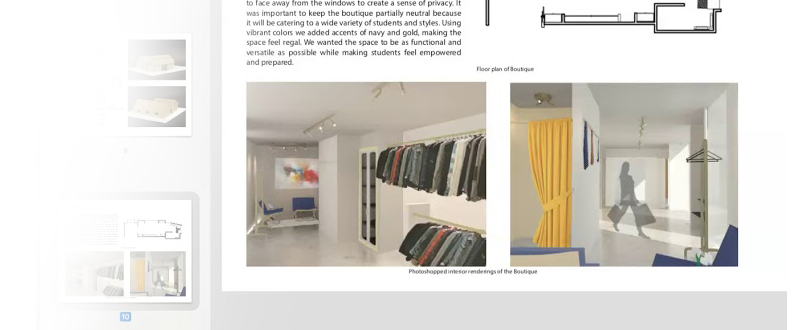 to face away from the windows to create a sense of privacy. It
was important to keep the boutique partially neutral because
it will be catering to a wide variety of students and styles. Using
vibrant colors we added accents of navy and gold, making the
space feel regal. We wanted the space to be as functional and
versatile as possible while making students feel empowered
and prepared.
Floor plan of Boutique
Photoshopped interior renderings of the Boutique
10